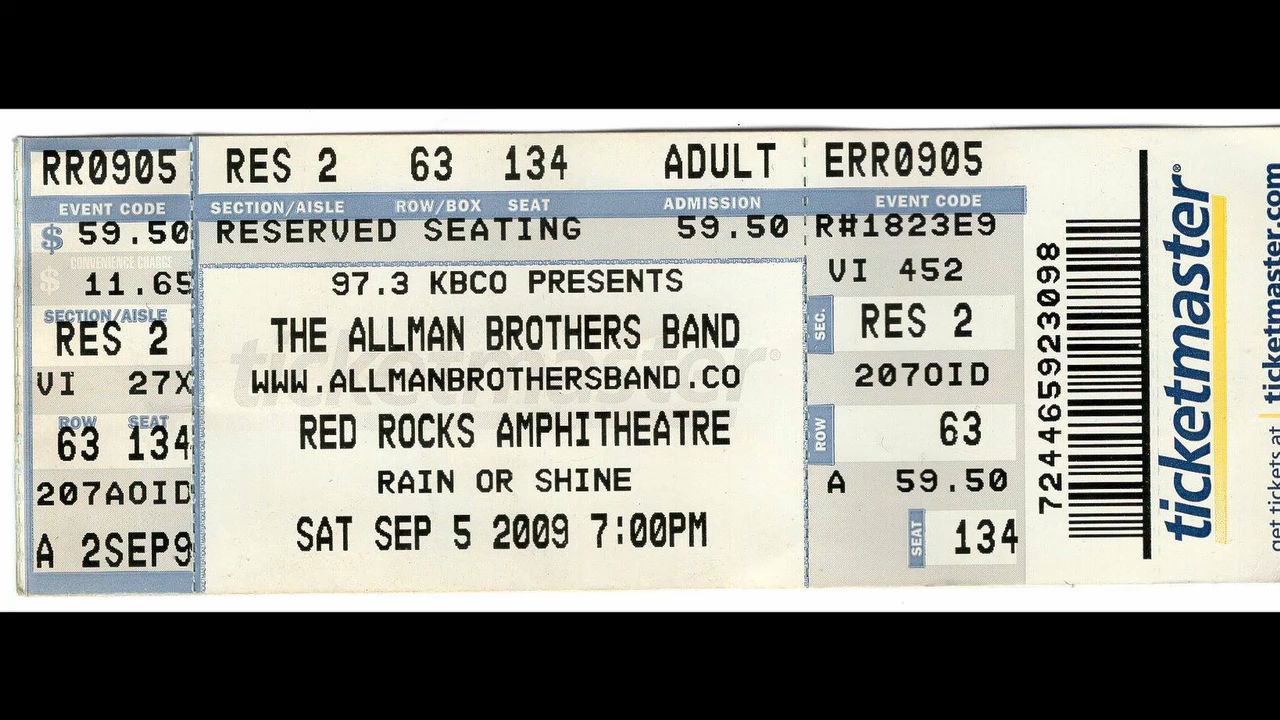 RR0905
EVENT CODE
$ 59.50
CONVENIENCE CHARGE
$ 11.65
SECTION/AISLE
RES 2
VI 27X
ROW SEAT
63 134
207AOID
A 2SEP9
RES 2 63 134 ADULT
SECTION/AISLE ROW/BOX SEAT ADMISSION
RESERVED SEATING 59.50
97.3 KBCO PRESENTS
THE ALLMAN BROTHERS BAND
WWW.ALLMANBROTHERSBAND.CO
ticketmaster®
RED ROCKS AMPHITHEATRE
RAIN OR SHINE
SAT SEP 5 2009 7:00PM
ERR0905
EVENT CODE
R#1823E9
VI 452
SEC. RES 2
207OID
ROW 63
A 59.50
SEAT 134
724465923098
ticketmaster®
get tickets at | ticketmaster.com